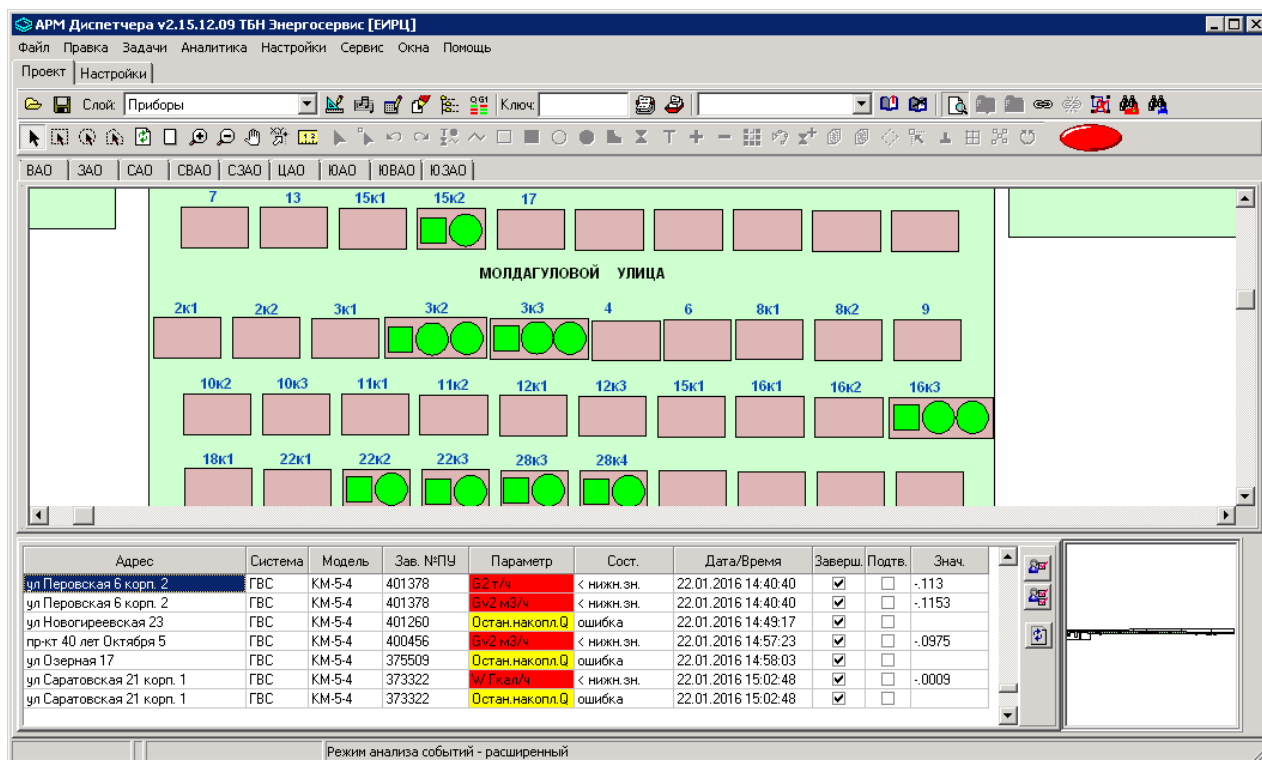 АРМ Диспетчера v2.15.12.09 ТБН Энергосервис [ЕИРЦ]
Файл Правка Задачи Аналитика Настройки Сервис Окна Помощь
Проект Настройки
Слой: Приборы Ключ:
ВАО ЗАО САО СВАО СЗАО ЦАО ЮАО ЮВАО ЮЗАО
7 13 15к1 15к2 17
МОЛДАГУЛОВОЙ УЛИЦА
2к1 2к2 3к1 3к2 3к3 4 6 8к1 8к2 9
10к2 10к3 11к1 11к2 12к1 12к3 15к1 16к1 16к2 16к3
18к1 22к1 22к2 22к3 28к3 28к4
Адрес Система Модель Зав. №ПУ Параметр Сост. Дата/Время Заверш. Подтв. Знач.
ул Перовская 6 корп. 2 ГВС КМ-5-4 401378 G2 т/ч < нижн.зн. 22.01.2016 14:40:40 -.113
ул Перовская 6 корп. 2 ГВС КМ-5-4 401378 Gv2 м3/ч < нижн.зн. 22.01.2016 14:40:40 -.1153
ул Новогиреевская 23 ГВС КМ-5-4 401260 Остан.накопл.Q ошибка 22.01.2016 14:49:17
пр-кт 40 лет Октября 5 ГВС КМ-5-4 400456 Gv2 м3/ч < нижн.зн. 22.01.2016 14:57:23 -.0975
ул Озерная 17 ГВС КМ-5-4 375509 Остан.накопл.Q ошибка 22.01.2016 14:58:03
ул Саратовская 21 корп. 1 ГВС КМ-5-4 373322 W Гкал/ч < нижн.зн. 22.01.2016 15:02:48 -.0009
ул Саратовская 21 корп. 1 ГВС КМ-5-4 373322 Остан.накопл.Q ошибка 22.01.2016 15:02:48
Режим анализа событий - расширенный